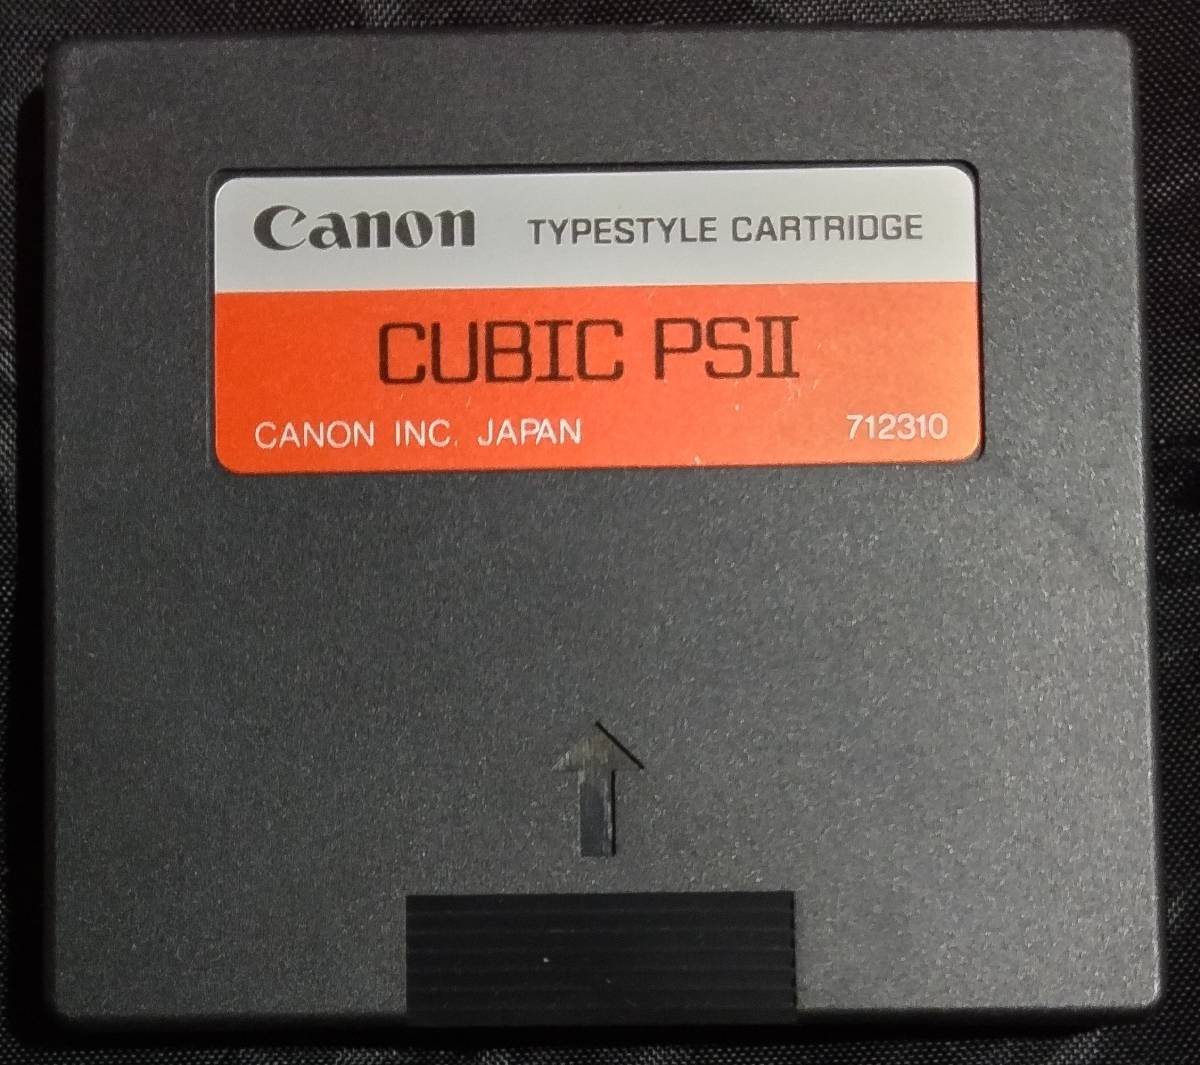 Canon TYPESTYLE CARTRIDGE
CUBIC PSII
CANON INC. JAPAN 712310